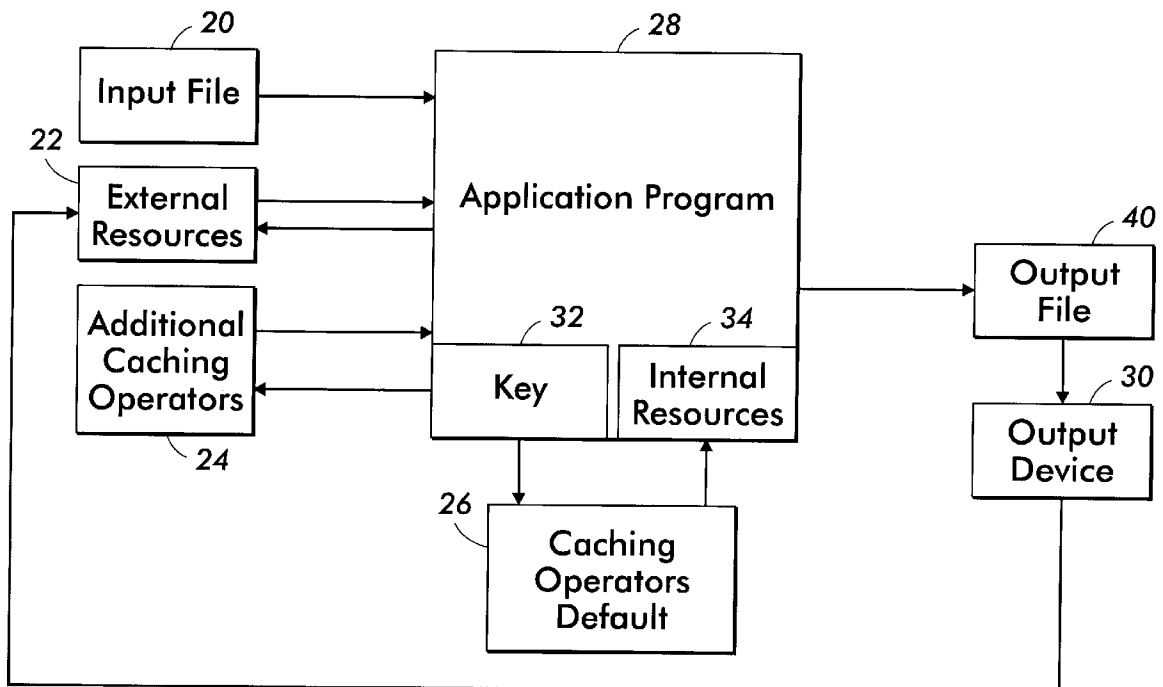 20
Input File
22
External
Resources
Additional
Caching
Operators
24
28
Application Program
32
Key
34
Internal
Resources
26
Caching
Operators
Default
40
Output
File
30
Output
Device